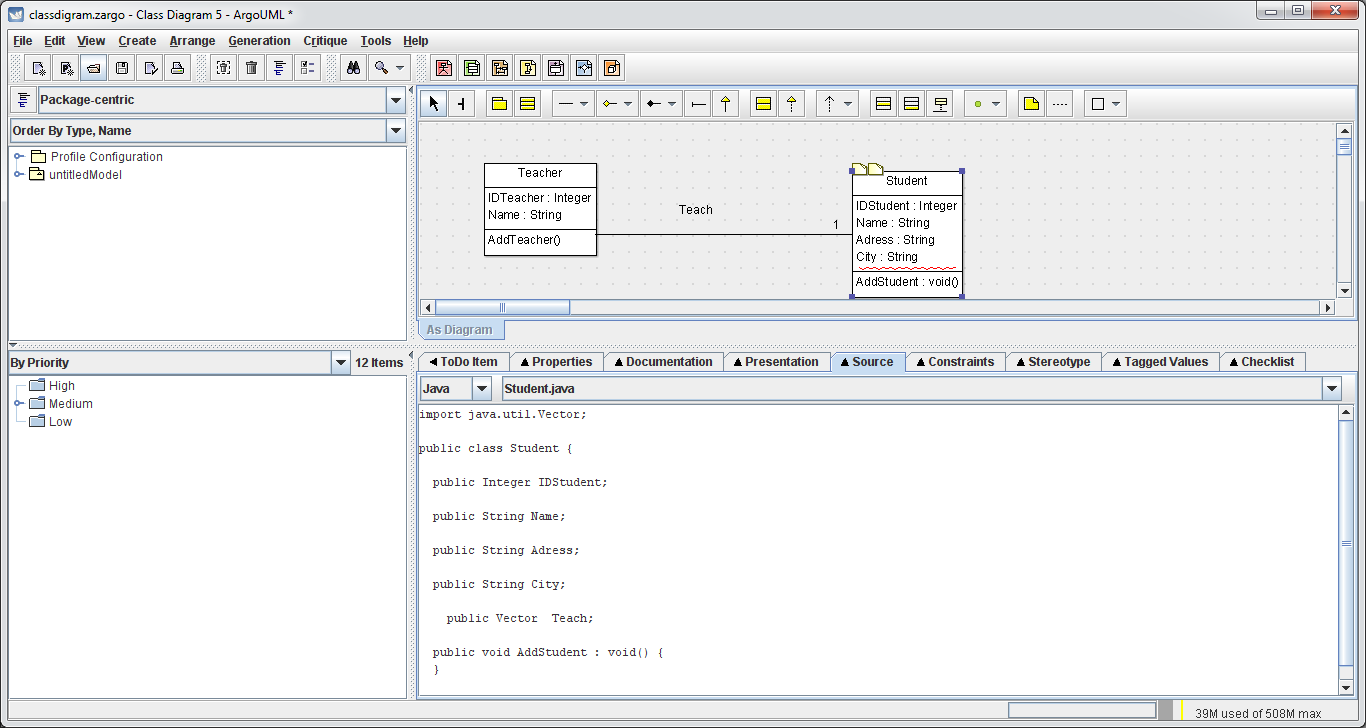 classdigram.zargo - Class Diagram 5 - ArgoUML *
File Edit View Create Arrange Generation Critique Tools Help
Package-centric
Order By Type, Name
Profile Configuration
untitledModel
Teacher
IDTeacher : Integer
Name : String
AddTeacher()
Teach
1
Student
IDStudent : Integer
Name : String
Adress : String
City : String
AddStudent : void()
As Diagram
By Priority 12 Items
High
Medium
Low
ToDo Item Properties Documentation Presentation Source Constraints Stereotype Tagged Values Checklist
Java Student.java
import java.util.Vector;
public class Student {
public Integer IDStudent;
public String Name;
public String Adress;
public String City;
public Vector  Teach;
public void AddStudent : void() {
}
39M used of 508M max